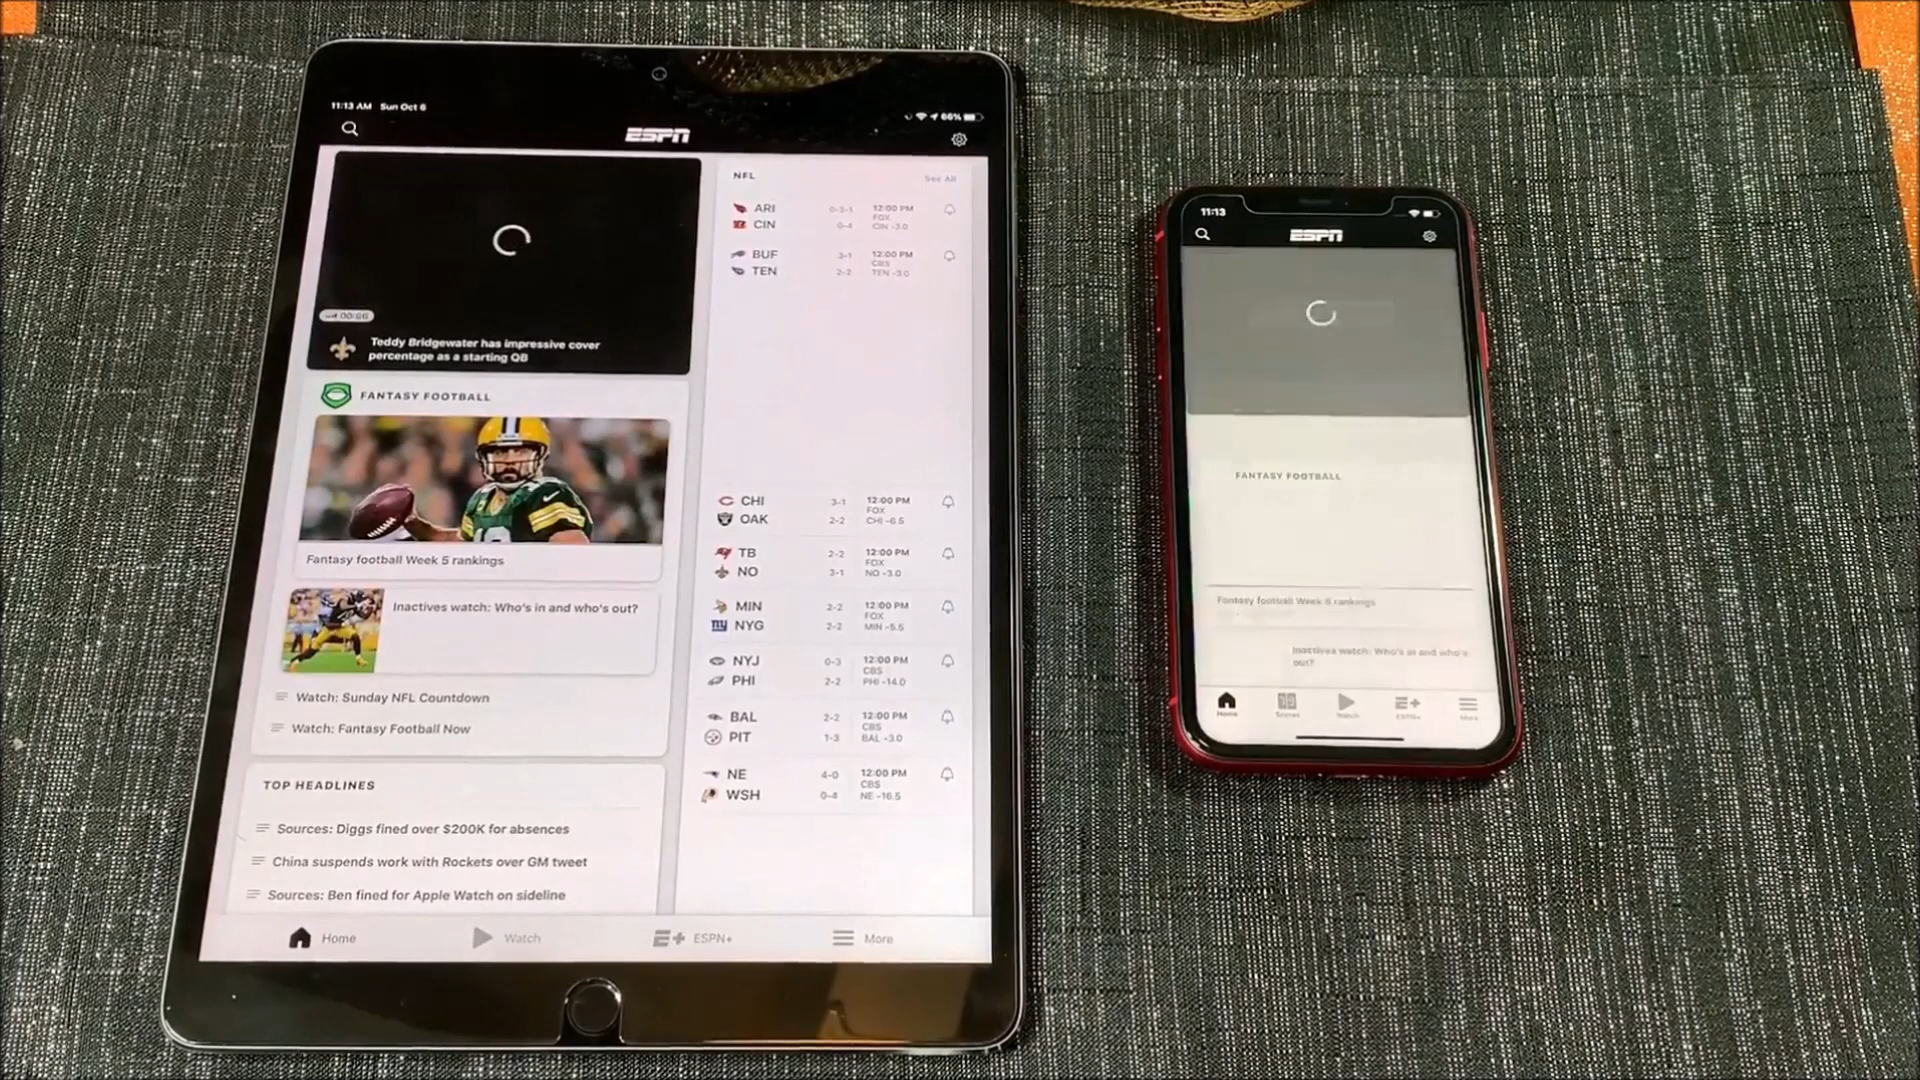 11:13 AM Sun Oct 6
66%
ESPN
00:06
Teddy Bridgewater has impressive cover
percentage as a starting QB
FANTASY FOOTBALL
Fantasy football Week 5 rankings
Inactives watch: Who's in and who's out?
Watch: Sunday NFL Countdown
Watch: Fantasy Football Now
TOP HEADLINES
Sources: Diggs fined over $200K for absences
China suspends work with Rockets over GM tweet
Sources: Ben fined for Apple Watch on sideline
NFL See All
ARI 0-3-1 12:00 PM
FOX
CIN 0-4 CIN -3.0
BUF 3-1 12:00 PM
CBS
TEN 2-2 TEN -3.0
CHI 3-1 12:00 PM
FOX
OAK 2-2 CHI -6.5
TB 2-2 12:00 PM
FOX
NO 3-1 NO -3.0
MIN 2-2 12:00 PM
FOX
NYG 2-2 MIN -5.5
NYJ 0-3 12:00 PM
CBS
PHI 2-2 PHI -14.0
BAL 2-2 12:00 PM
CBS
PIT 1-3 BAL -3.0
NE 4-0 12:00 PM
CBS
WSH 0-4 NE -16.5
Home Watch E+ ESPN+ More
11:13
ESPN
FANTASY FOOTBALL
Fantasy football Week 5 rankings
Inactives watch: Who's in and who's
out?
Home Scores Watch E+ ESPN+ More